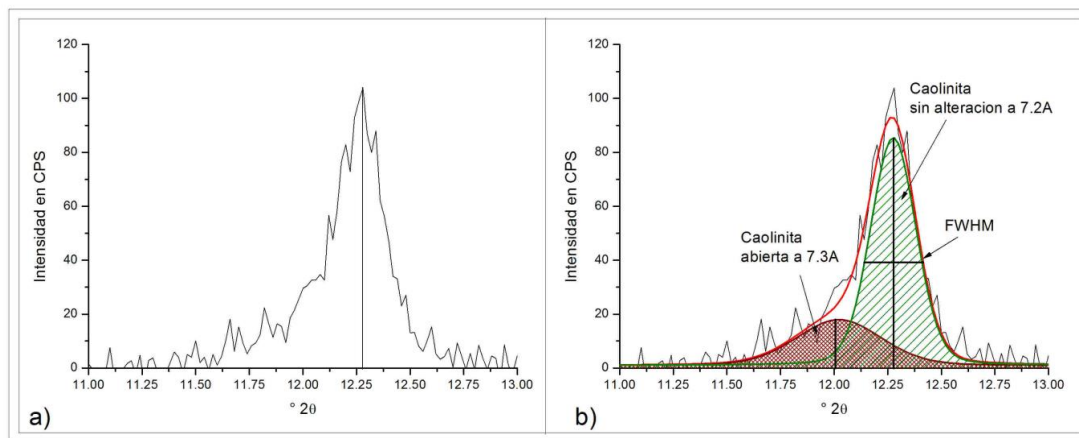 120
100
80
60
40
20
0
Intensidad en CPS
11.00 11.25 11.50 11.75 12.00 12.25 12.50 12.75 13.00
° 2θ
a)
120
100
80
60
40
20
0
Intensidad en CPS
Caolinita
sin alteracion a 7.2A
FWHM
Caolinita
abierta a 7.3A
11.00 11.25 11.50 11.75 12.00 12.25 12.50 12.75 13.00
° 2θ
b)